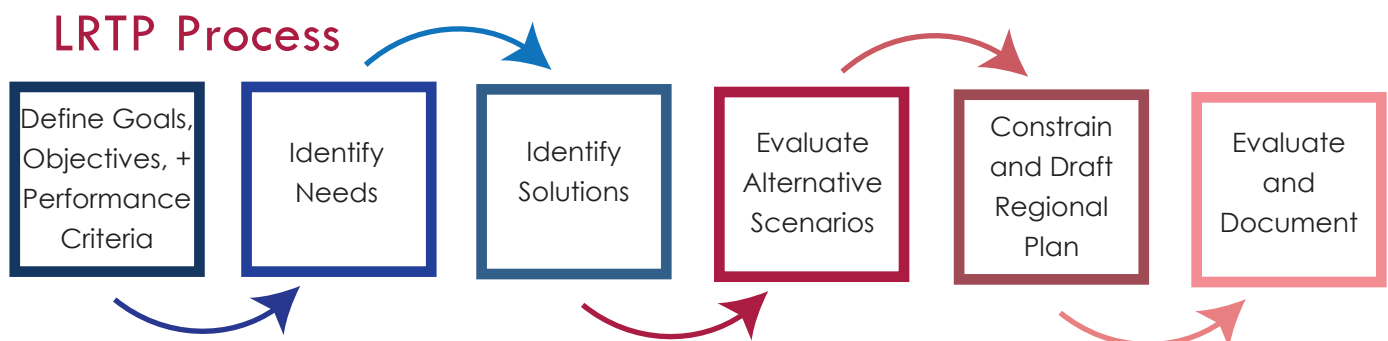 LRTP Process
Define Goals,
Objectives, +
Performance
Criteria
Identify
Needs
Identify
Solutions
Evaluate
Alternative
Scenarios
Constrain
and Draft
Regional
Plan
Evaluate
and
Document